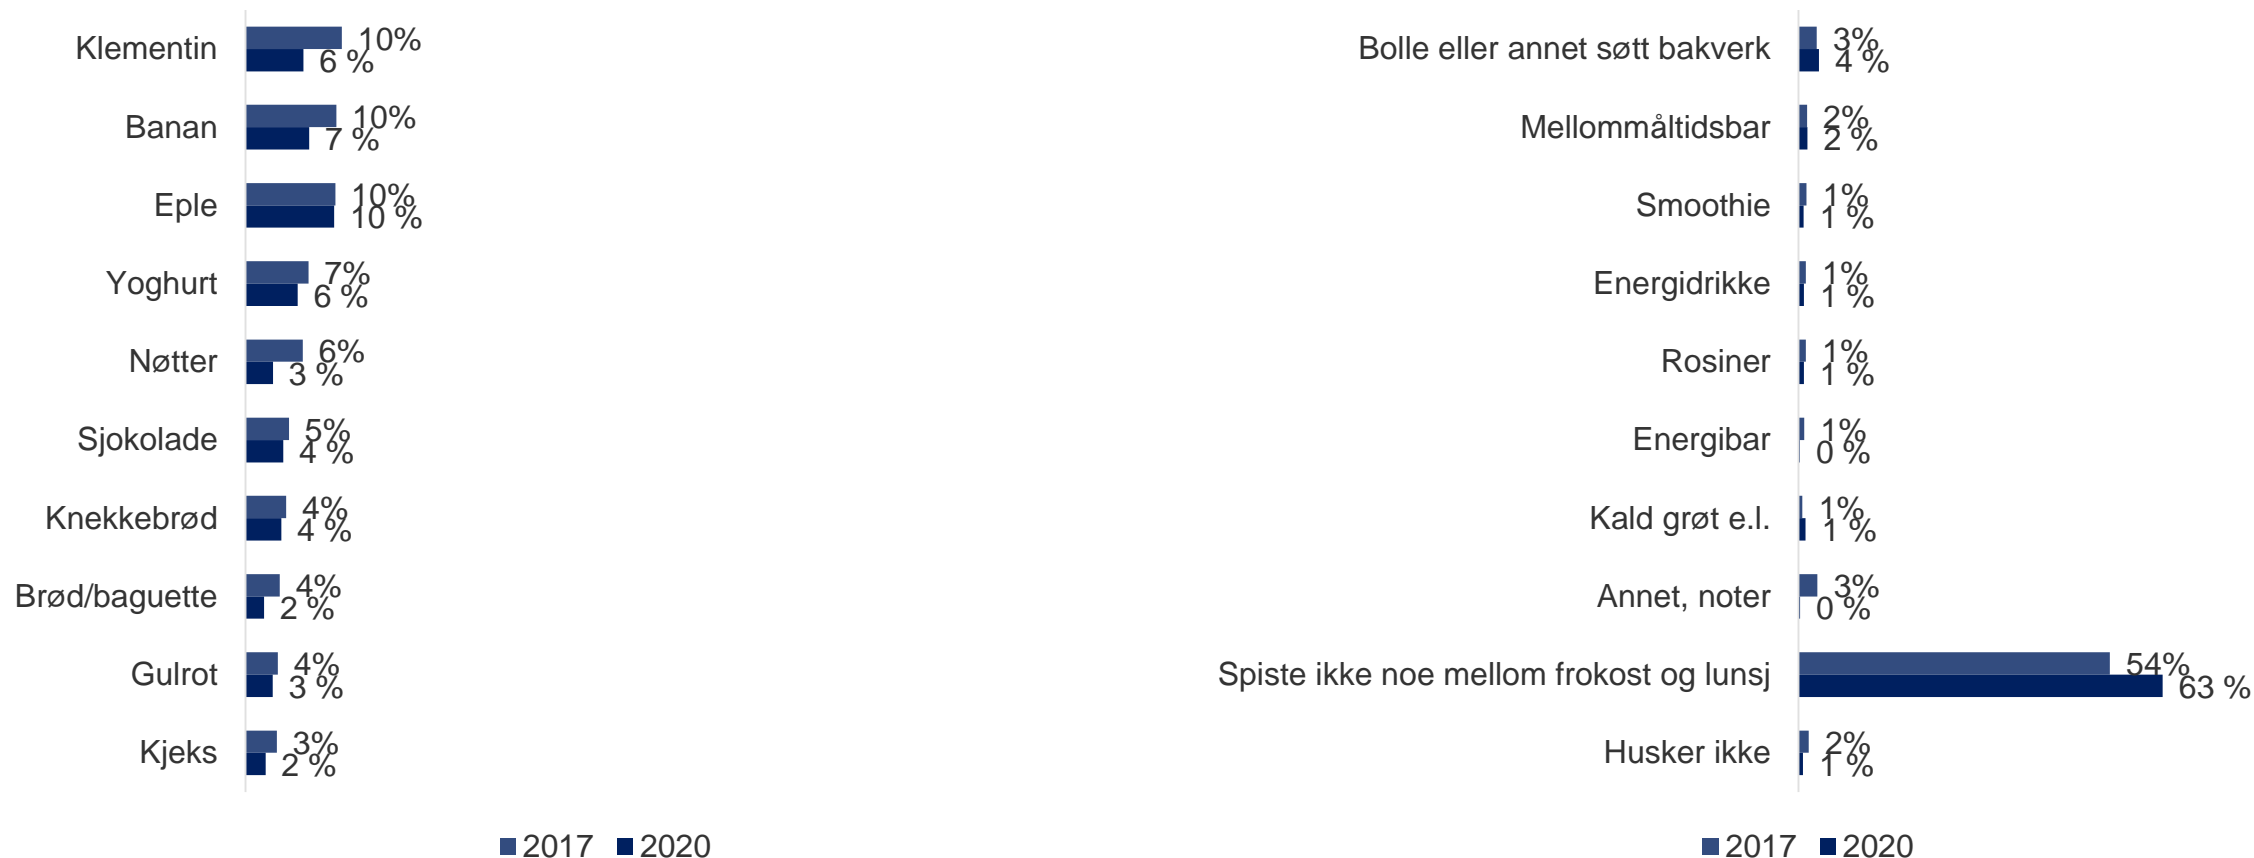 Klementin 10% 6 %
Banan 10% 7 %
Eple 10% 10 %
Yoghurt 7% 6 %
Nøtter 6% 3 %
Sjokolade 5% 4 %
Knekkebrød 4% 4 %
Brød/baguette 4% 2 %
Gulrot 4% 3 %
Kjeks 3% 2 %
2017 2020
Bolle eller annet søtt bakverk 3% 4 %
Mellommåltidsbar 2% 2 %
Smoothie 1% 1 %
Energidrikke 1% 1 %
Rosiner 1% 1 %
Energibar 1% 0 %
Kald grøt e.l. 1% 1 %
Annet, noter 3% 0 %
Spiste ikke noe mellom frokost og lunsj 54% 63 %
Husker ikke 2% 1 %
2017 2020